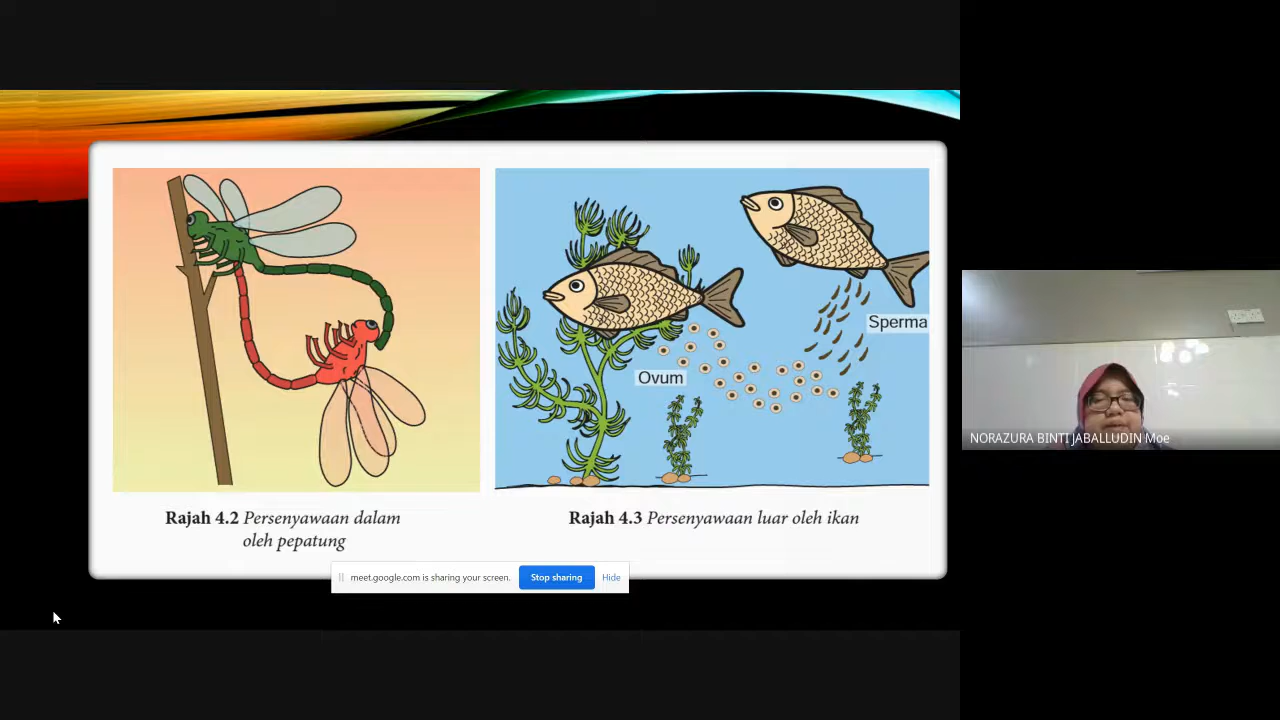 Sperma
Ovum
Rajah 4.2 Persenyawaan dalam
oleh pepatung
Rajah 4.3 Persenyawaan luar oleh ikan
meet.google.com is sharing your screen.
Stop sharing
Hide
NORAZURA BINTI JABALLUDIN Moe